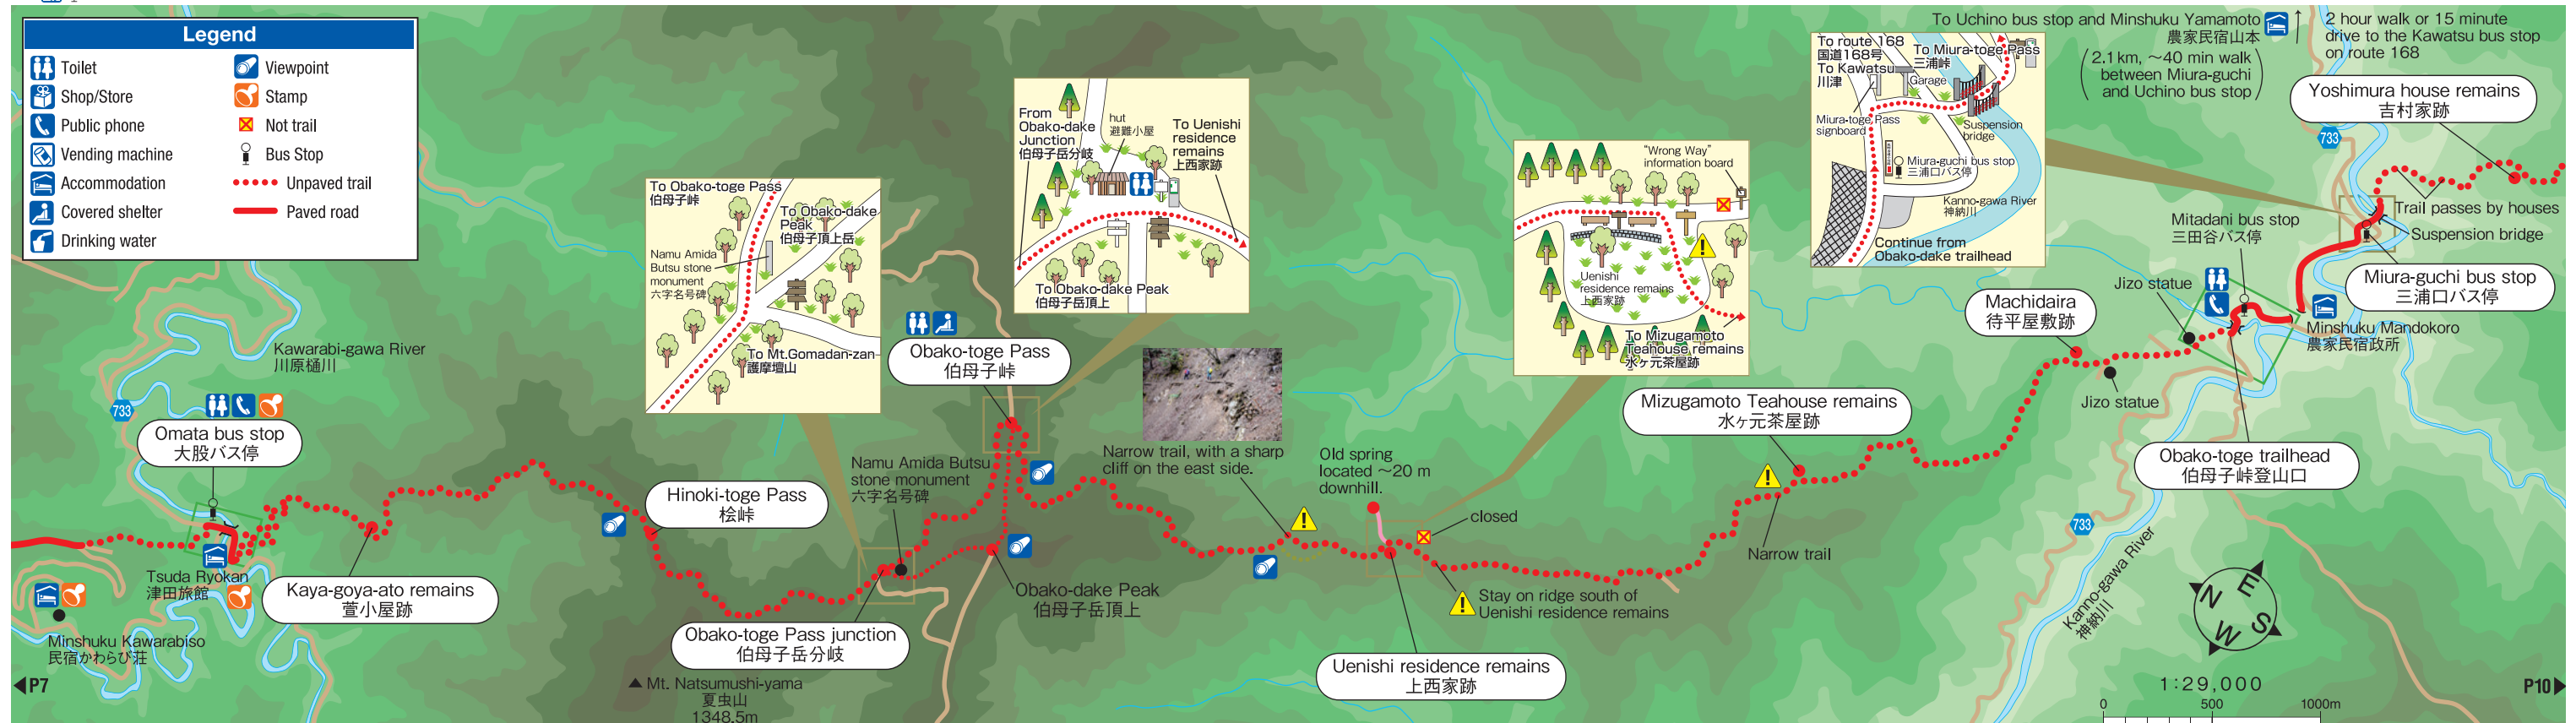 Legend
Toilet
Shop/Store
Public phone
Vending machine
Accommodation
Covered shelter
Drinking water
Viewpoint
Stamp
Not trail
Bus Stop
Unpaved trail
Paved road
733
Kawarabi-gawa River
川原樋川
Omata bus stop
大股バス停
Tsuda Ryokan
津田旅館
Minshuku Kawarabiso
民宿かわらび荘
P7
Kaya-goya-ato remains
萱小屋跡
Hinoki-toge Pass
桧峠
To Obako-toge Pass
伯母子峠
To Obako-dake
Peak
伯母子頂上岳
Namu Amida
Butsu stone
monument
六字名号碑
To Mt.Gomadan-zan
護摩壇山
Namu Amida Butsu
stone monument
六字名号碑
Obako-toge Pass junction
伯母子岳分岐
Mt. Natsumushi-yama
夏虫山
1348.5m
Obako-toge Pass
伯母子峠
Obako-dake Peak
伯母子岳頂上
From
Obako-dake
Junction
伯母子岳分岐
hut
避難小屋
To Uenishi
residence
remains
上西家跡
To Obako-dake Peak
伯母子岳頂上
Narrow trail, with a sharp
cliff on the east side.
Old spring
located ~20 m
downhill.
closed
Stay on ridge south of
Uenishi residence remains
Uenishi residence remains
上西家跡
"Wrong Way"
information board
Uenishi
residence remains
上西家跡
To Mizugamoto
Teahouse remains
水ヶ元茶屋跡
Mizugamoto Teahouse remains
水ヶ元茶屋跡
Narrow trail
To route 168
国道168号
To Kawatsu
川津
To Miura-toge Pass
三浦峠
Garage
Miura-toge Pass
signboard
Suspension
bridge
Miura-guchi bus stop
三浦口バス停
Kanno-gawa River
神納川
Continue from
Obako-dake trailhead
To Uchino bus stop and Minshuku Yamamoto
農家民宿山本
(2.1 km, ~40 min walk
between Miura-guchi
and Uchino bus stop)
2 hour walk or 15 minute
drive to the Kawatsu bus stop
on route 168
Yoshimura house remains
吉村家跡
733
Trail passes by houses
Suspension bridge
Mitadani bus stop
三田谷バス停
Miura-guchi bus stop
三浦口バス停
Jizo statue
Machidaira
待平屋敷跡
Minshuku Mandokoro
農家民宿政所
Jizo statue
Obako-toge trailhead
伯母子峠登山口
733
Kanno-gawa River
神納川
N
E
S
W
1:29,000
0 500 1000m
P10